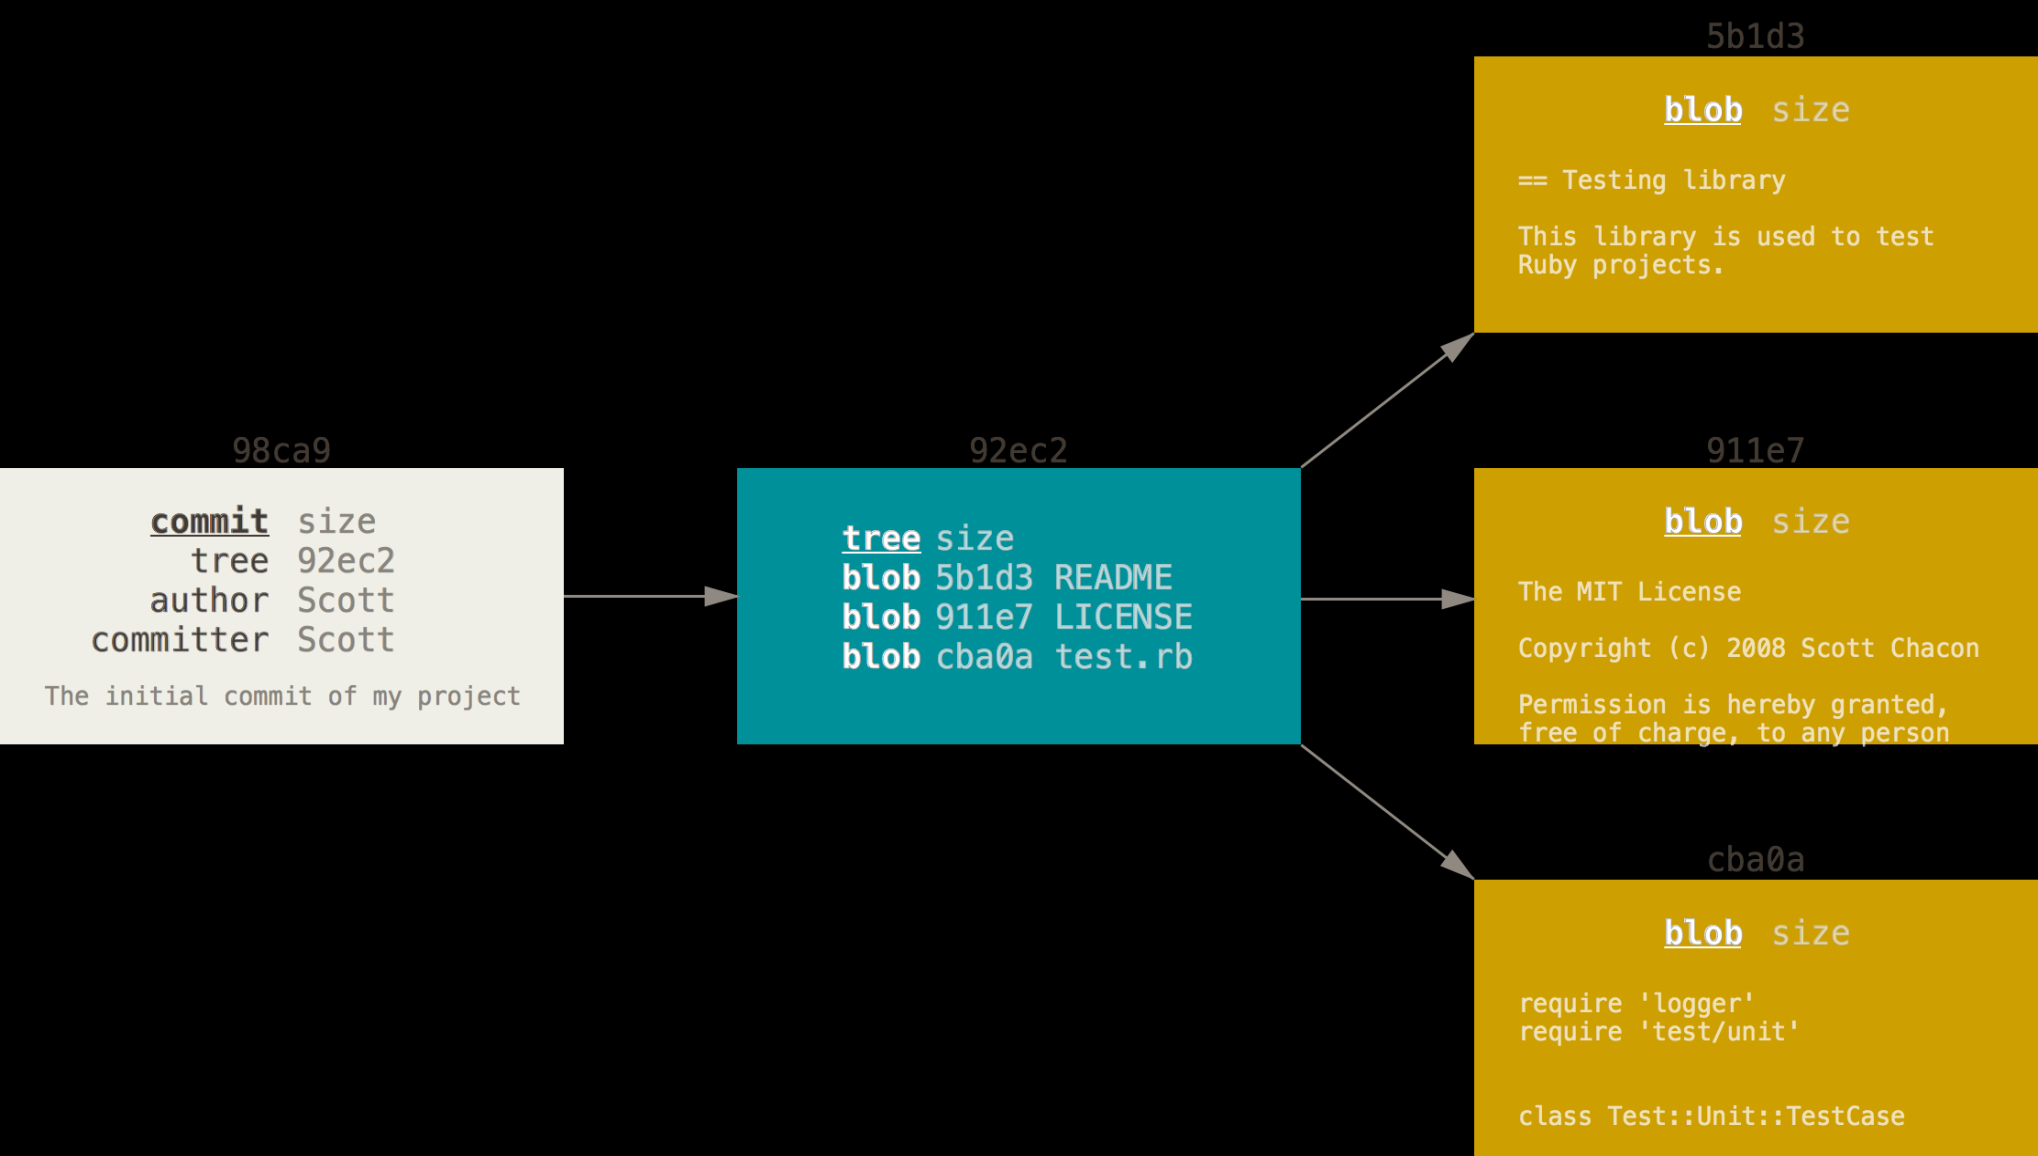 98ca9
commit size
tree 92ec2
author Scott
committer Scott
The initial commit of my project
92ec2
tree size
blob 5b1d3 README
blob 911e7 LICENSE
blob cba0a test.rb
5b1d3
blob size
== Testing library
This library is used to test
Ruby projects.
911e7
blob size
The MIT License
Copyright (c) 2008 Scott Chacon
Permission is hereby granted,
free of charge, to any person
cba0a
blob size
require 'logger'
require 'test/unit'
class Test::Unit::TestCase